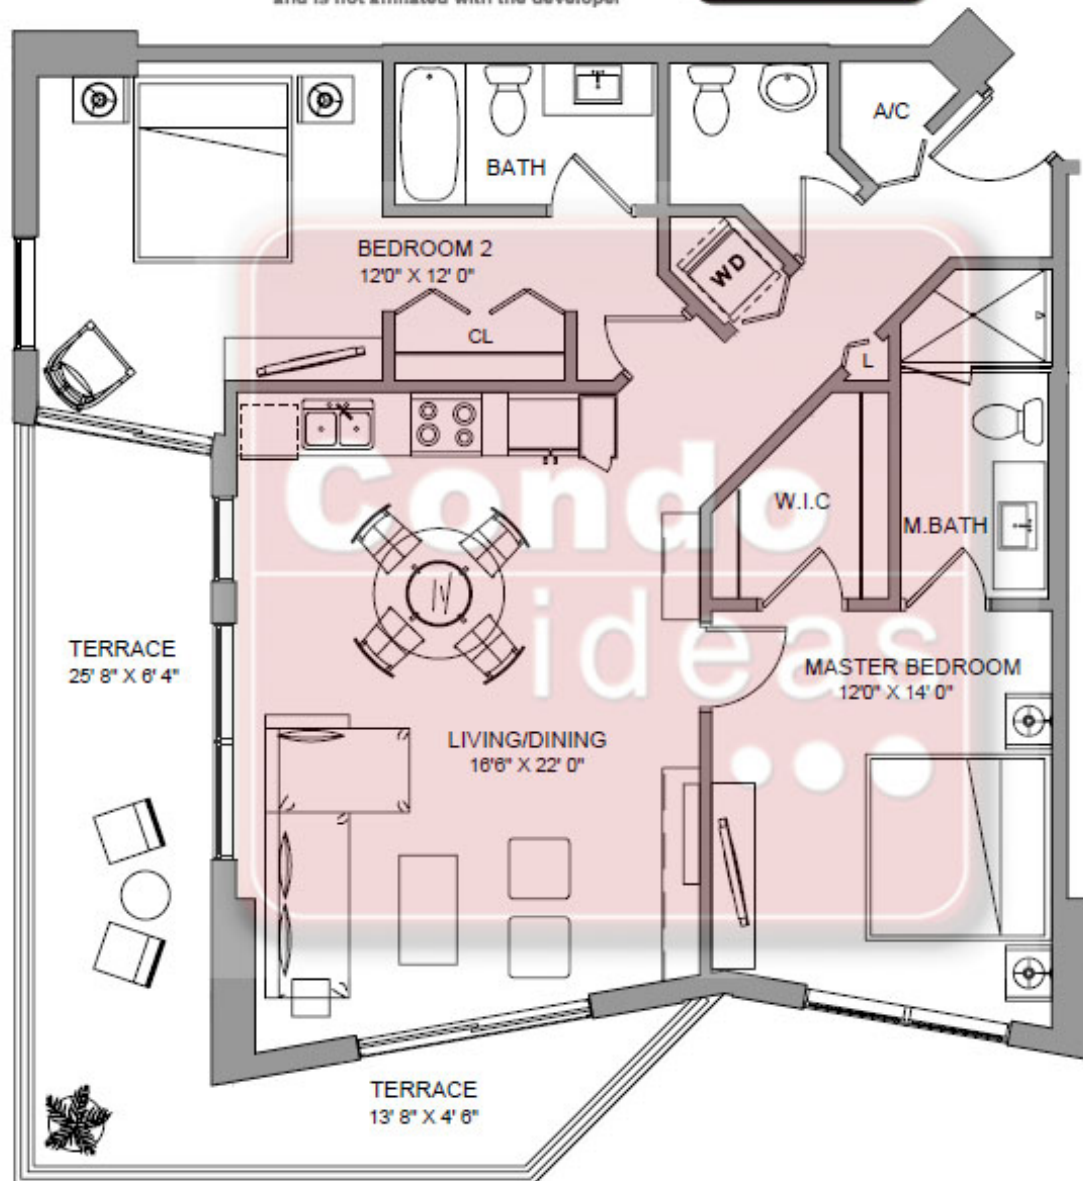 and is not affiliated with the developer
A/C
BATH
BEDROOM 2
12'0" X 12' 0"
WD
CL
L
Condo
ideas
W.I.C
M.BATH
TERRACE
25' 8" X 6' 4"
MASTER BEDROOM
12'0" X 14' 0"
LIVING/DINING
16'6" X 22' 0"
TERRACE
13' 8" X 4' 6"